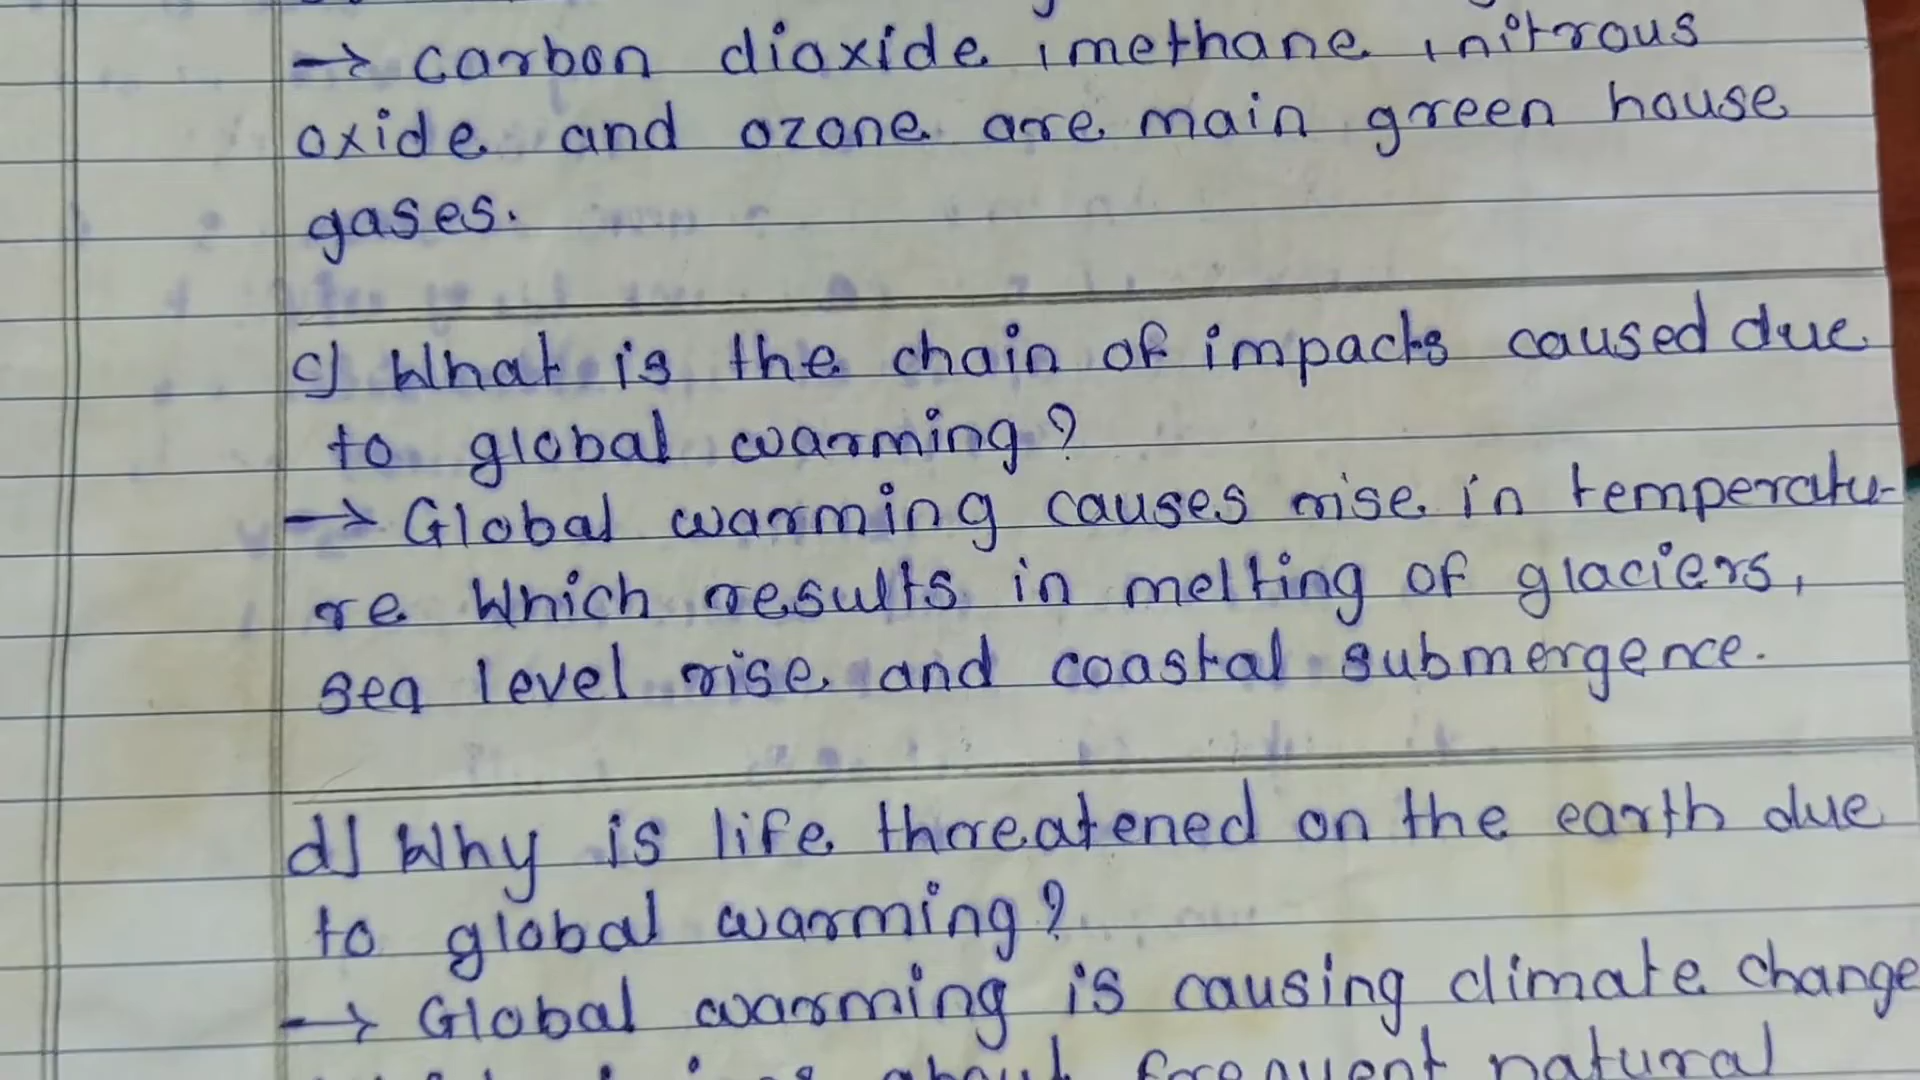 → carbon dioxide, methane, nitrous
oxide and ozone are main green house
gases.
c) What is the chain of impacts caused due
to global warming?
→ Global warming causes rise in temperatu-
re which results in melting of glaciers,
sea level rise and coastal submergence.
d) Why is life threatened on the earth due
to global warming?
→ Global warming is causing climate change
about frequent natural